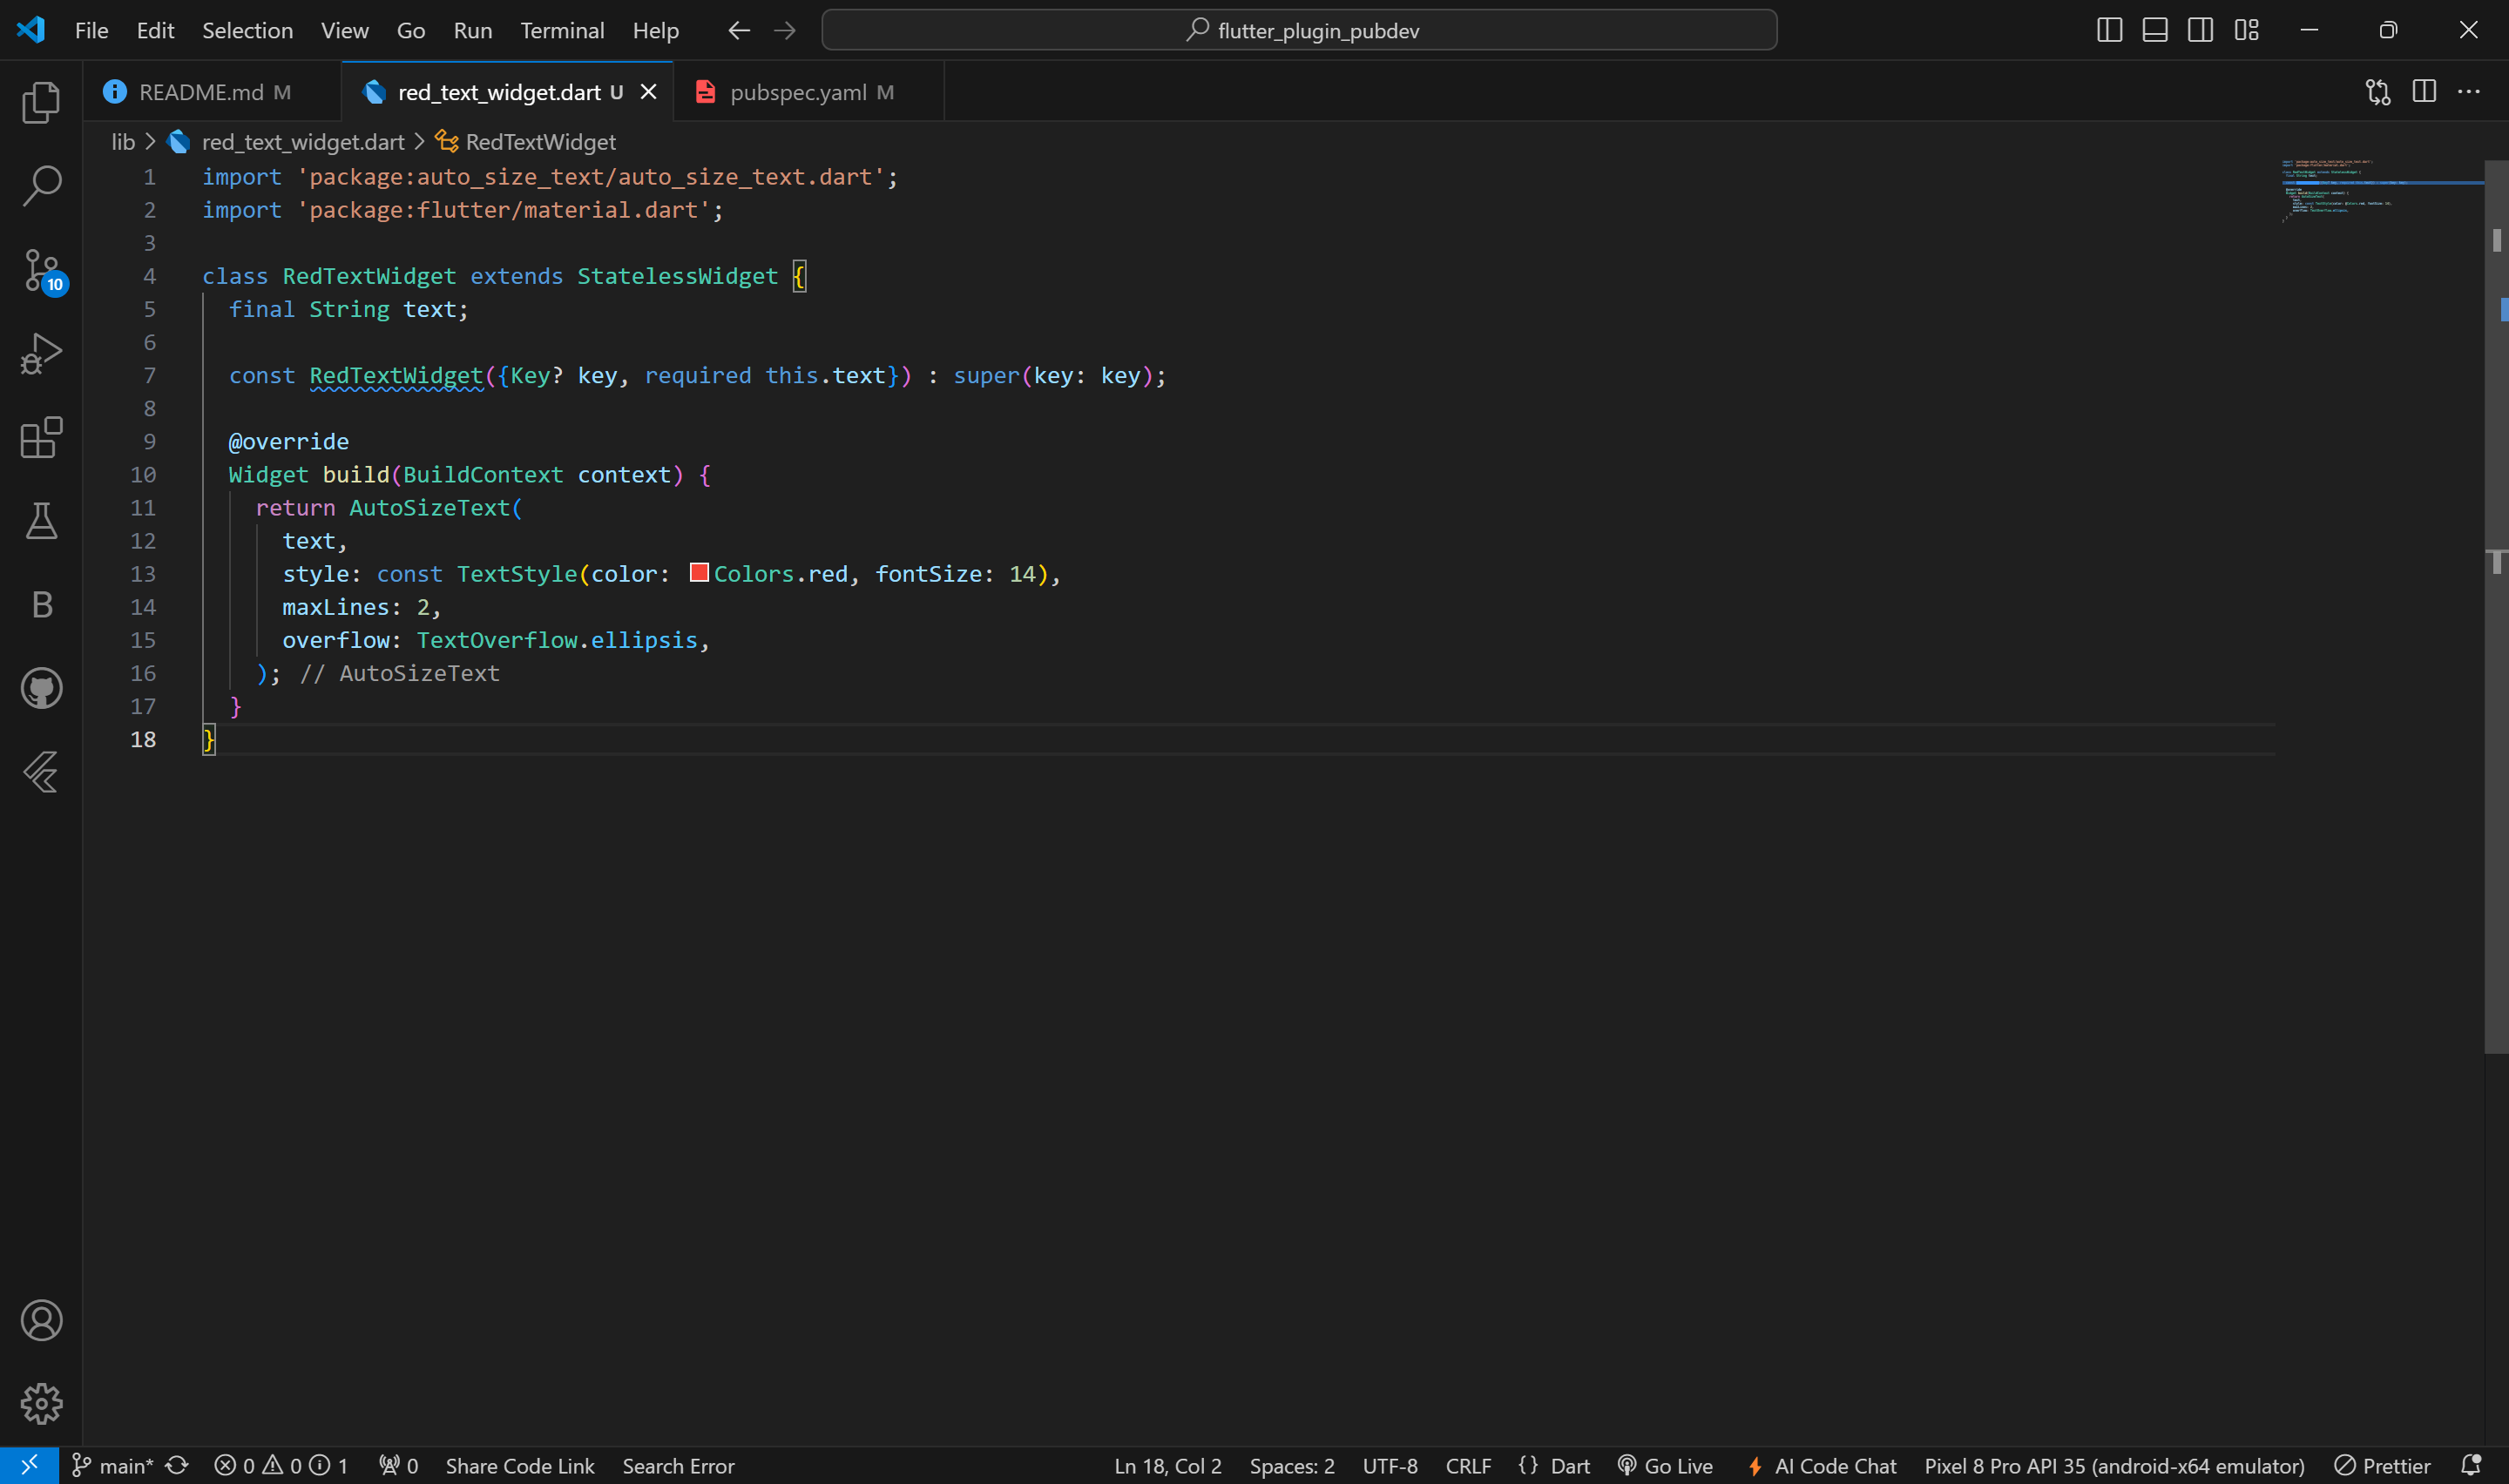 File Edit Selection View Go Run Terminal Help flutter_plugin_pubdev
README.md M red_text_widget.dart U pubspec.yaml M
lib > red_text_widget.dart > RedTextWidget
1 import 'package:auto_size_text/auto_size_text.dart';
2 import 'package:flutter/material.dart';
3
4 class RedTextWidget extends StatelessWidget {
5 final String text;
6
7 const RedTextWidget({Key? key, required this.text}) : super(key: key);
8
9 @override
10 Widget build(BuildContext context) {
11 return AutoSizeText(
12 text,
13 style: const TextStyle(color: Colors.red, fontSize: 14),
14 maxLines: 2,
15 overflow: TextOverflow.ellipsis,
16 ); // AutoSizeText
17 }
18 }
10
B
main* 0 0 1 0 Share Code Link Search Error Ln 18, Col 2 Spaces: 2 UTF-8 CRLF {} Dart Go Live AI Code Chat Pixel 8 Pro API 35 (android-x64 emulator) Prettier